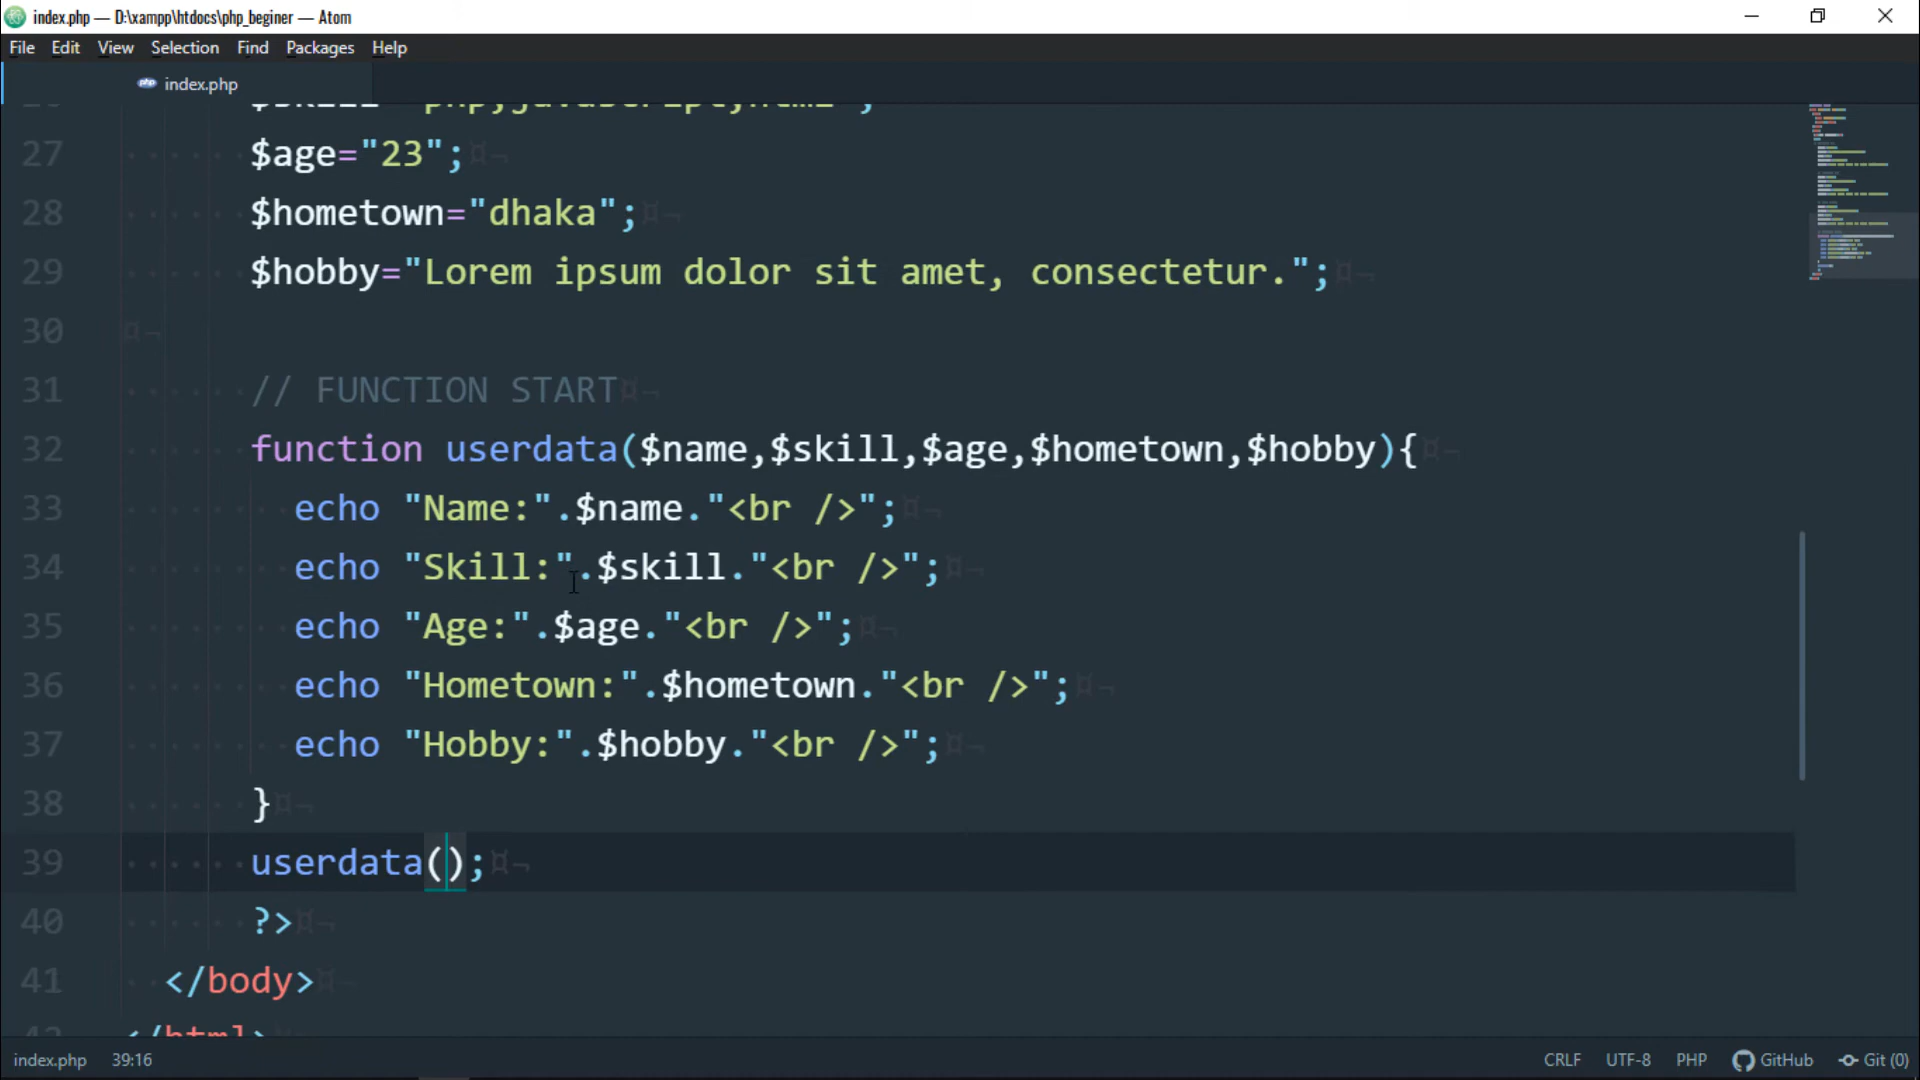 index.php — D:\xampp\htdocs\php_beginer — Atom
File Edit View Selection Find Packages Help
index.php
27 $age="23";
28 $hometown="dhaka";
29 $hobby="Lorem ipsum dolor sit amet, consectetur.";
30
31 // FUNCTION START
32 function userdata($name,$skill,$age,$hometown,$hobby){
33 echo "Name:".$name."<br />";
34 echo "Skill:".$skill."<br />";
35 echo "Age:".$age."<br />";
36 echo "Hometown:".$hometown."<br />";
37 echo "Hobby:".$hobby."<br />";
38 }
39 userdata();
40 ?>
41 </body>
index.php 39:16 CRLF UTF-8 PHP GitHub Git (0)